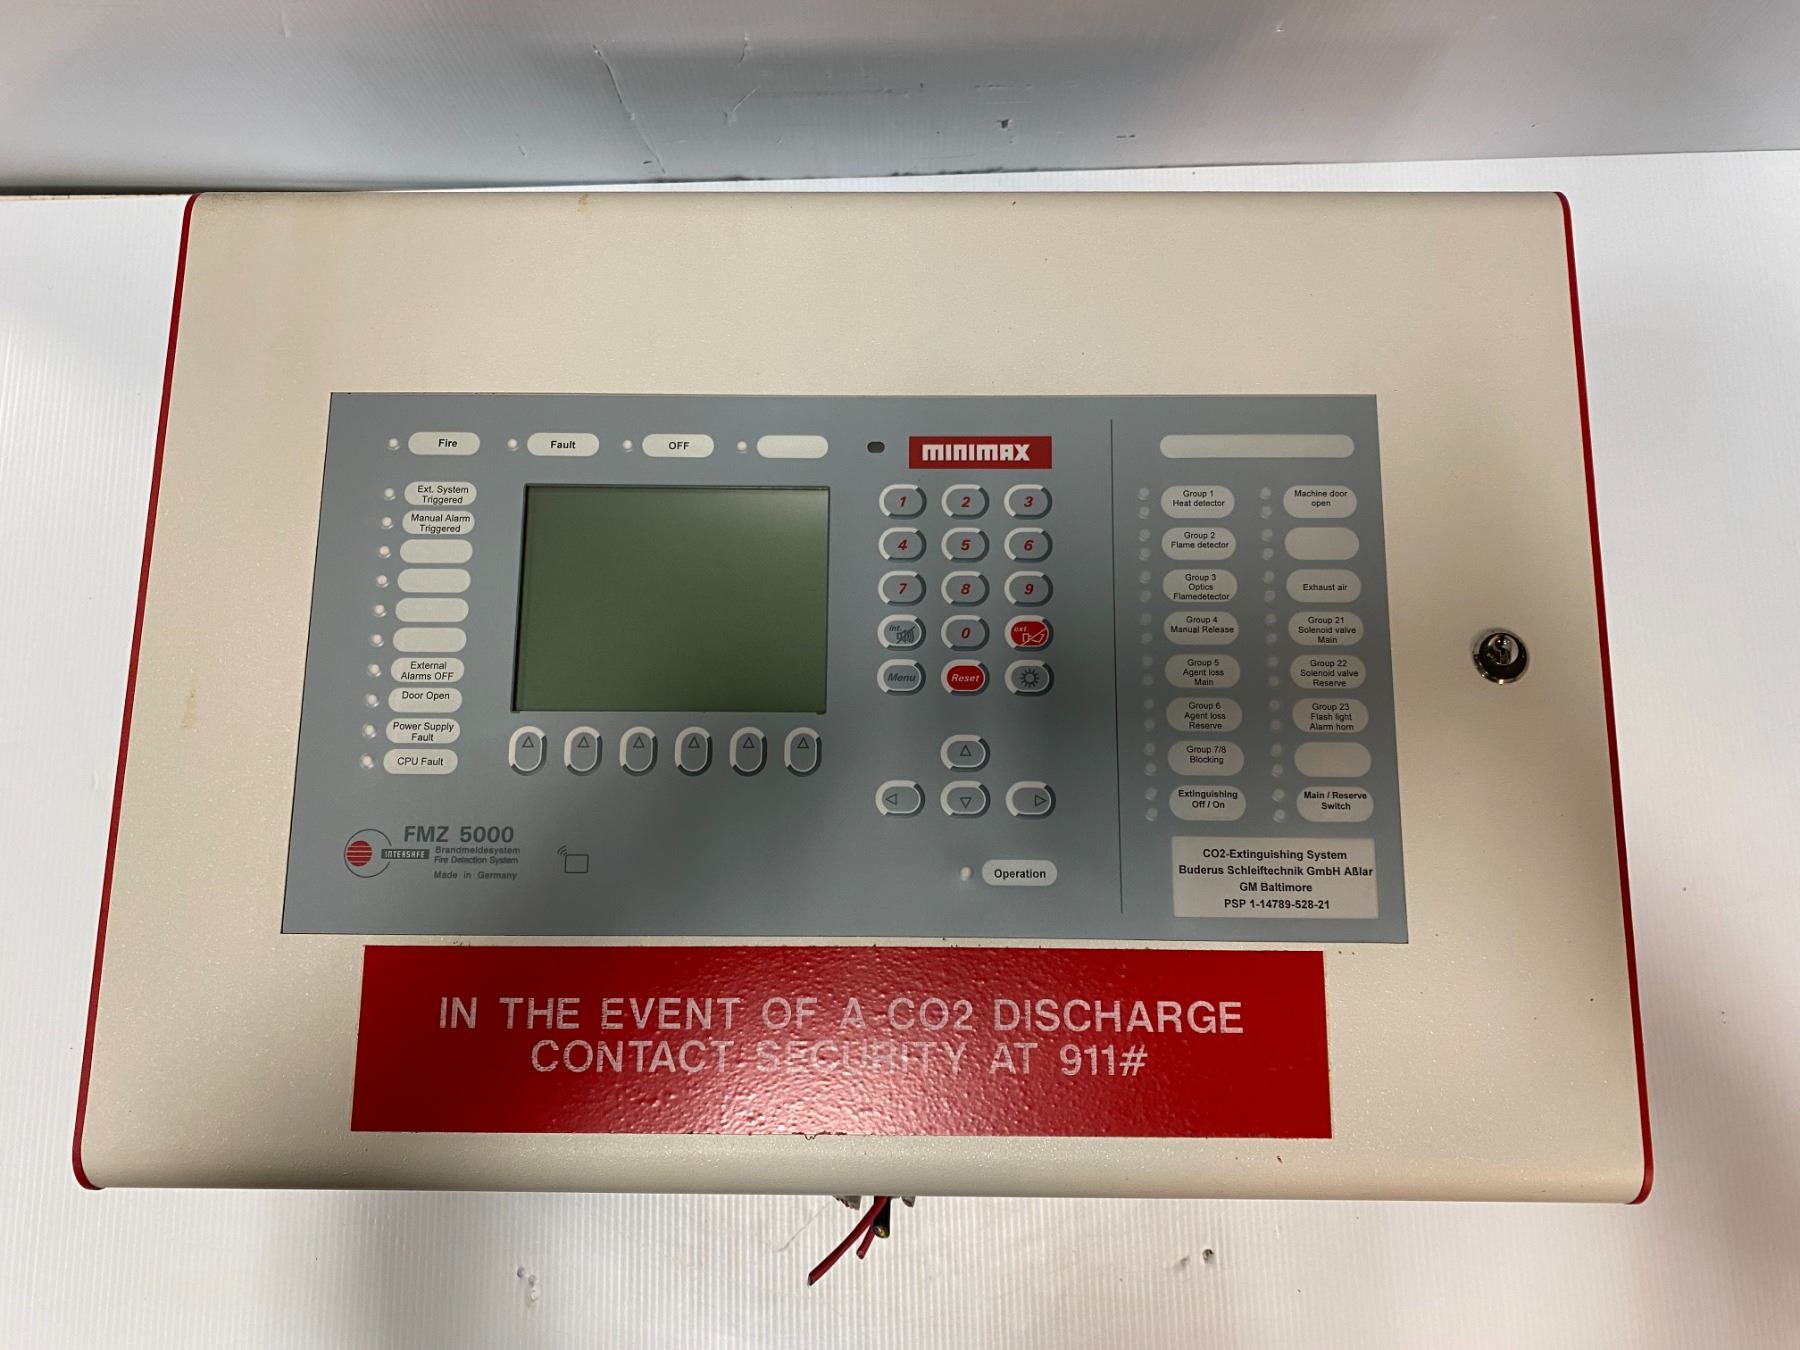 Fire
Fault
OFF
MINIMAX
Ext. System
Triggered
Manual Alarm
Triggered
External
Alarms OFF
Door Open
Power Supply
Fault
CPU Fault
1
2
3
4
5
6
7
8
9
int.
0
ext.
Menu
Reset
Operation
FMZ 5000
INTERSAFE
Brandmeldesystem
Fire Detection System
Made in Germany
Group 1
Heat detector
Group 2
Flame detector
Group 3
Optics
Flamedetector
Group 4
Manual Release
Group 5
Agent loss
Main
Group 6
Agent loss
Reserve
Group 7/8
Blocking
Extinguishing
Off / On
Machine door
open
Exhaust air
Group 21
Solenoid valve
Main
Group 22
Solenoid valve
Reserve
Group 23
Flash light
Alarm horn
Main / Reserve
Switch
CO2-Extinguishing System
Buderus Schleiftechnik GmbH Aßlar
GM Baltimore
PSP 1-14789-528-21
IN THE EVENT OF A CO2 DISCHARGE
CONTACT SECURITY AT 911#